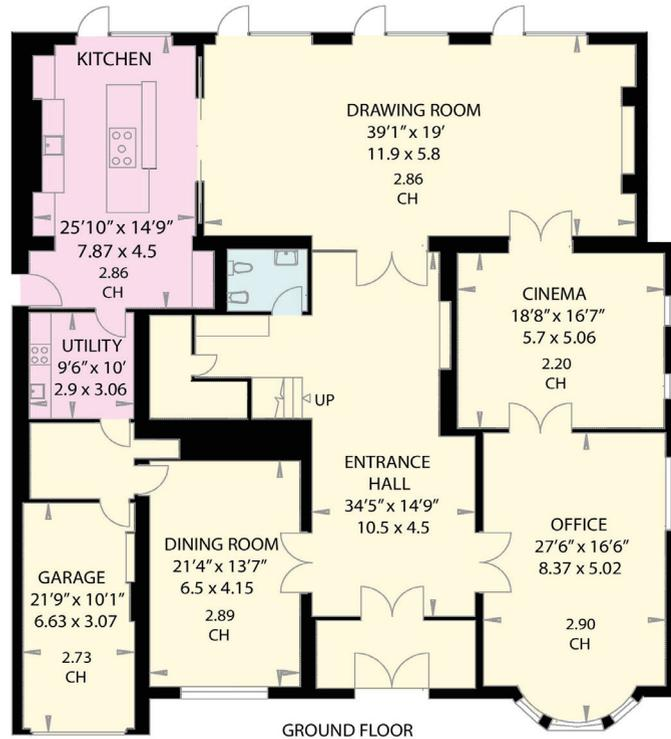 KITCHEN
25'10" x 14'9"
7.87 x 4.5
2.86
CH
DRAWING ROOM
39'1" x 19'
11.9 x 5.8
2.86
CH
CINEMA
18'8" x 16'7"
5.7 x 5.06
2.20
CH
UTILITY
9'6" x 10'
2.9 x 3.06
UP
ENTRANCE
HALL
34'5" x 14'9"
10.5 x 4.5
OFFICE
27'6" x 16'6"
8.37 x 5.02
2.90
CH
DINING ROOM
21'4" x 13'7"
6.5 x 4.15
2.89
CH
GARAGE
21'9" x 10'1"
6.63 x 3.07
2.73
CH
GROUND FLOOR